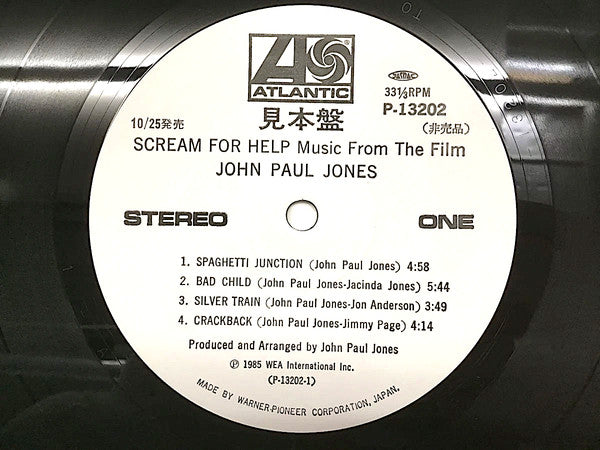 ATLANTIC
JASRAC
33⅓RPM
P-13202
(非売品)
10/25発売
見本盤
SCREAM FOR HELP Music From The Film
JOHN PAUL JONES
STEREO
ONE
1. SPAGHETTI JUNCTION (John Paul Jones) 4:58
2. BAD CHILD (John Paul Jones-Jacinda Jones) 5:44
3. SILVER TRAIN (John Paul Jones-Jon Anderson) 3:49
4. CRACKBACK (John Paul Jones-Jimmy Page) 4:14
Produced and Arranged by John Paul Jones
℗ 1985 WEA International Inc.
(P-13202-1)
MADE BY WARNER-PIONEER CORPORATION, JAPAN.